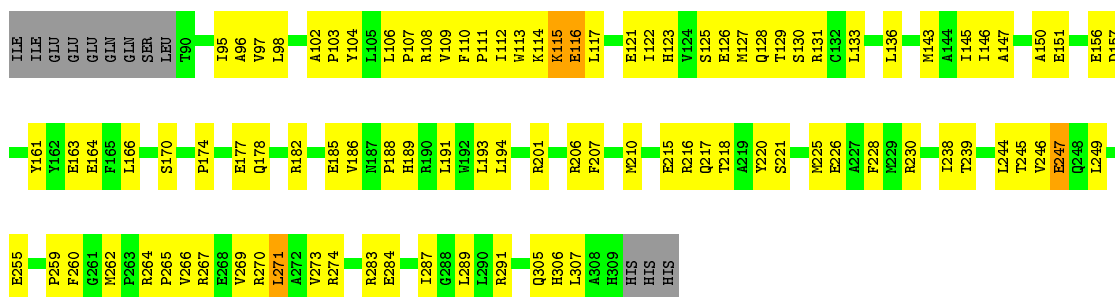 ILE ILE GLU GLU GLU GLN GLN SER LEU T90 I95 A96 V97 L98 A102 P103 Y104 L105 L106 P107 R108 V109 F110 P111 I112 W113 K114 K115 E116 L117 E121 I122 H123 V124 S125 E126 M127 Q128 T129 S130 R131 C132 L133 L136 M143 A144 I145 I146 A147 A150 E151 E156 D157
Y161 Y162 E163 E164 F165 L166 S170 P174 E177 Q178 R182 E185 V186 N187 P188 H189 R190 L191 W192 L193 L194 R201 R206 F207 M210 E215 R216 Q217 T218 A219 Y220 S221 M225 E226 A227 F228 M229 R230 I238 T239 L244 T245 V246 E247 Q248 L249
E255 P259 F260 G261 M262 P263 R264 P265 V266 R267 E268 V269 R270 L271 A272 V273 R274 R283 E284 I287 G288 L289 L290 R291 Q305 H306 L307 A308 H309 HIS HIS HIS